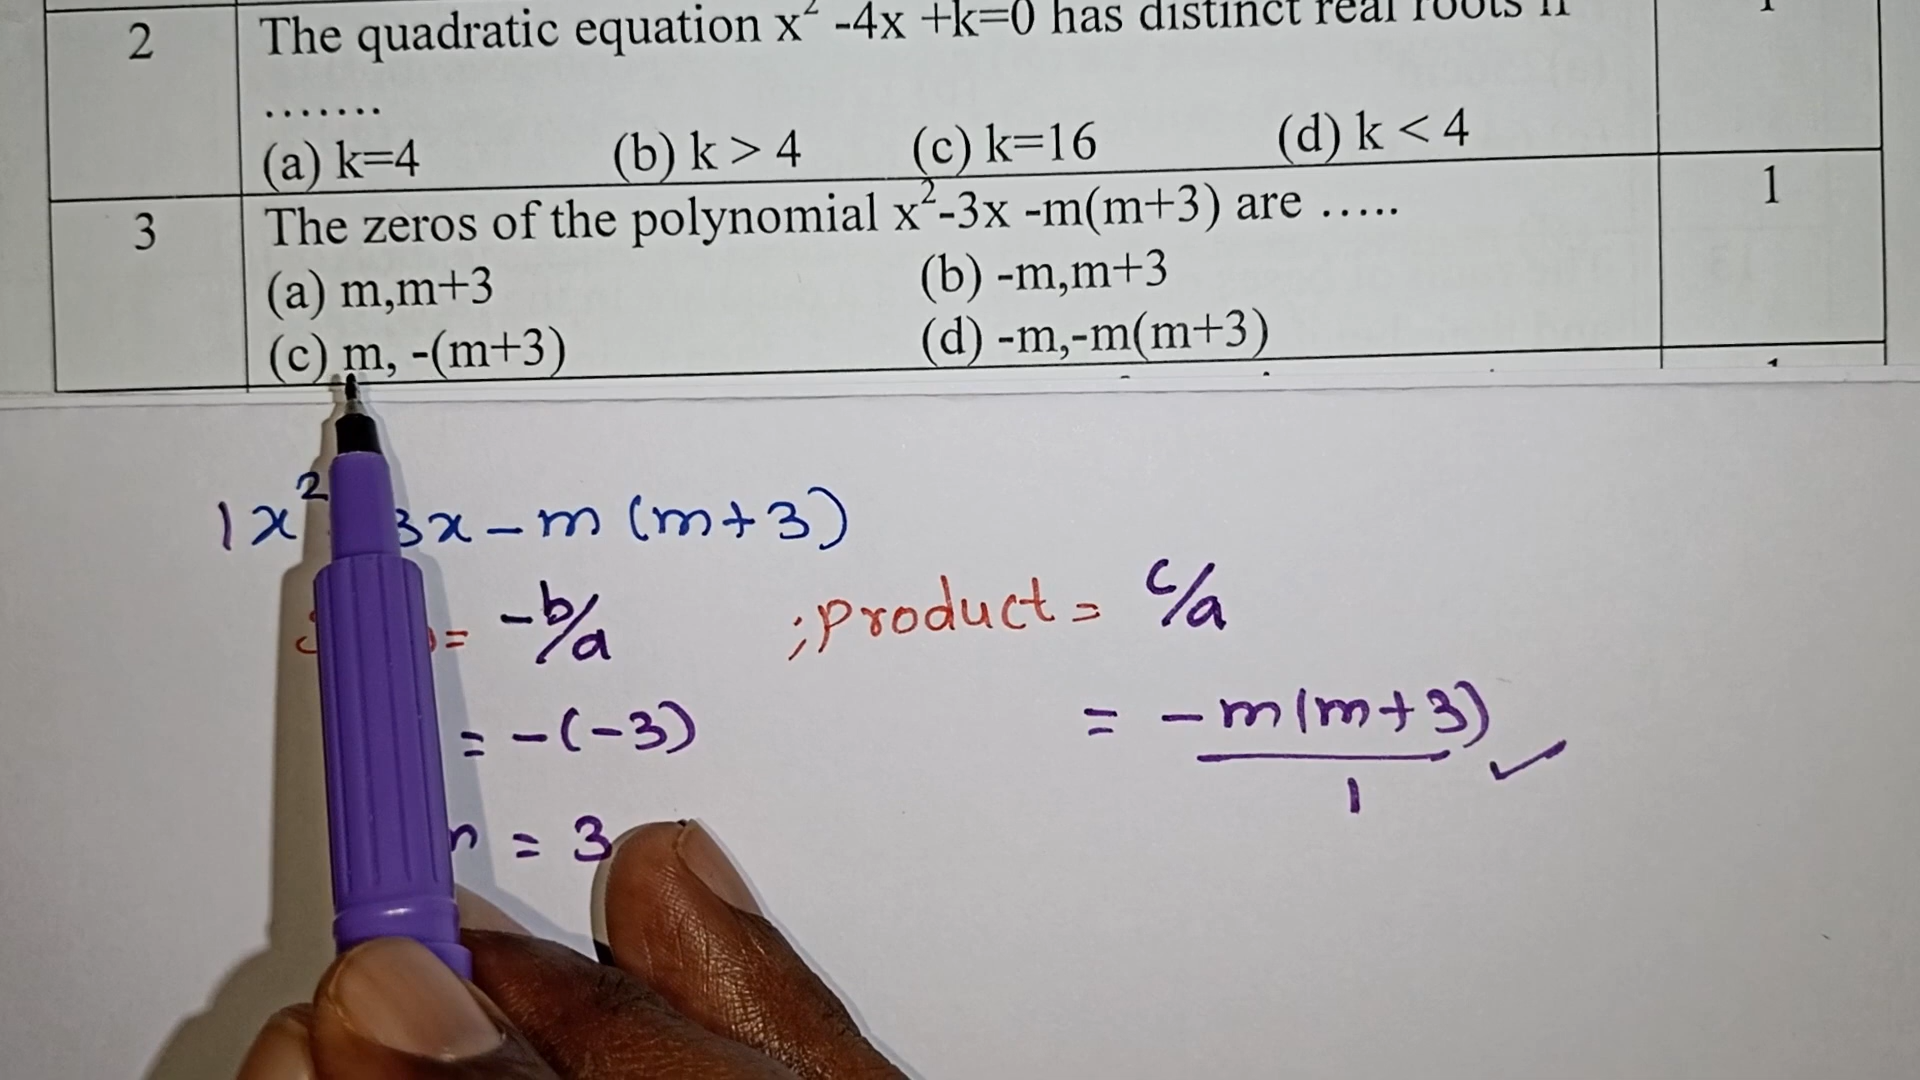 2 The quadratic equation x² -4x +k=0 has distinct real roots if 1
.......
(a) k=4 (b) k > 4 (c) k=16 (d) k < 4
3 The zeros of the polynomial x²-3x -m(m+3) are ..... 1
(a) m,m+3 (b) -m,m+3
(c) m, -(m+3) (d) -m,-m(m+3)
1x² 3x - m (m+3)
= -b/a ; product = c/a
= -(-3) = -m(m+3)/1 ✓
= 3